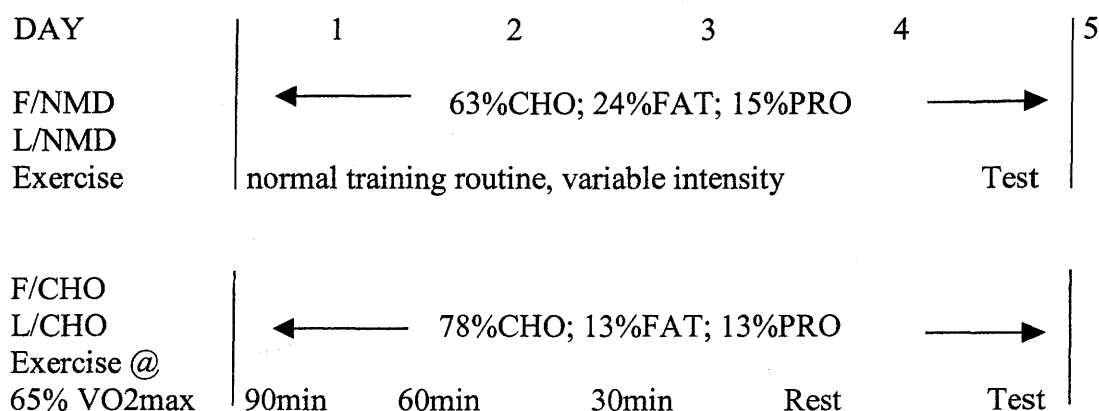 DAY 1 2 3 4 5
F/NMD 63%CHO; 24%FAT; 15%PRO
L/NMD
Exercise normal training routine, variable intensity Test
F/CHO
L/CHO 78%CHO; 13%FAT; 13%PRO
Exercise @
65% VO2max 90min 60min 30min Rest Test